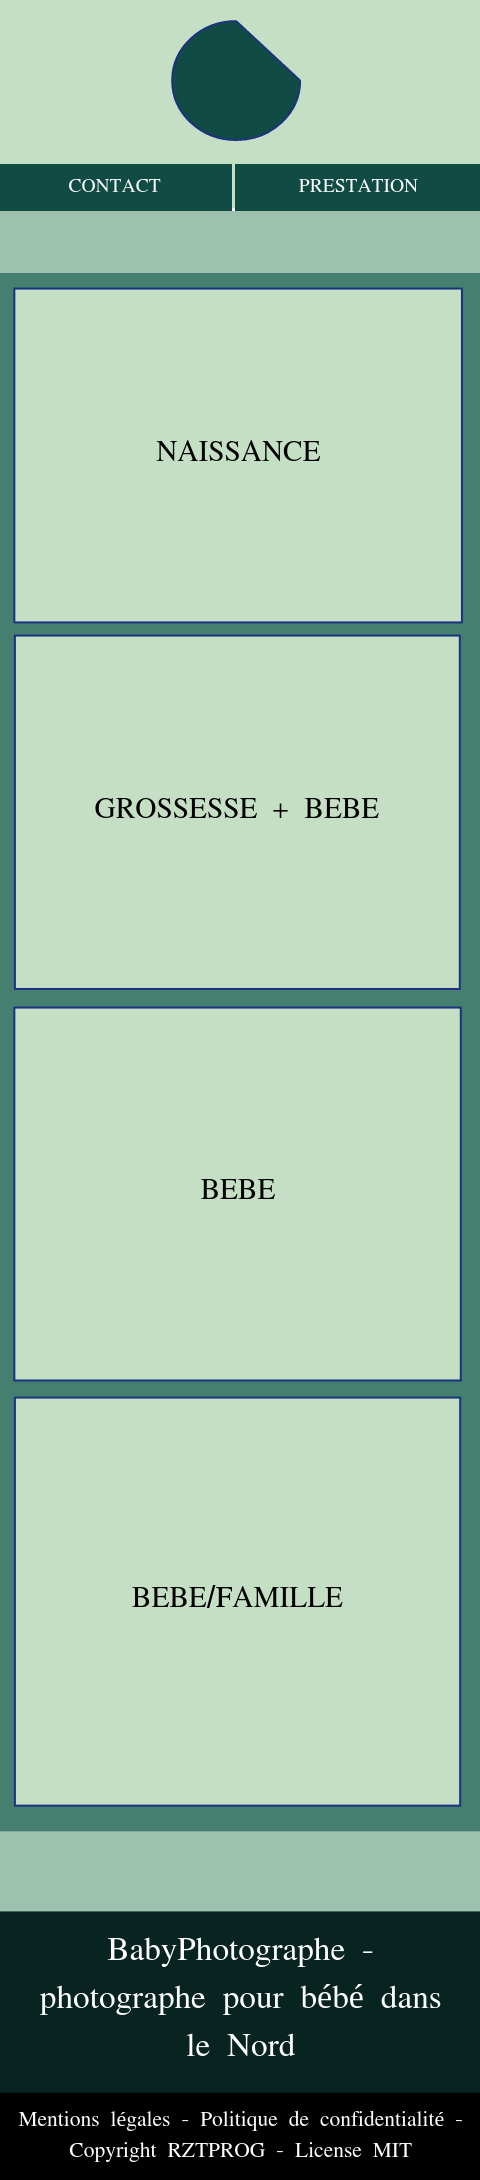 CONTACT PRESTATION
NAISSANCE
GROSSESSE + BEBE
BEBE
BEBE/FAMILLE
BabyPhotographe -
photographe pour bébé dans
le Nord
Mentions légales - Politique de confidentialité -
Copyright RZTPROG - License MIT